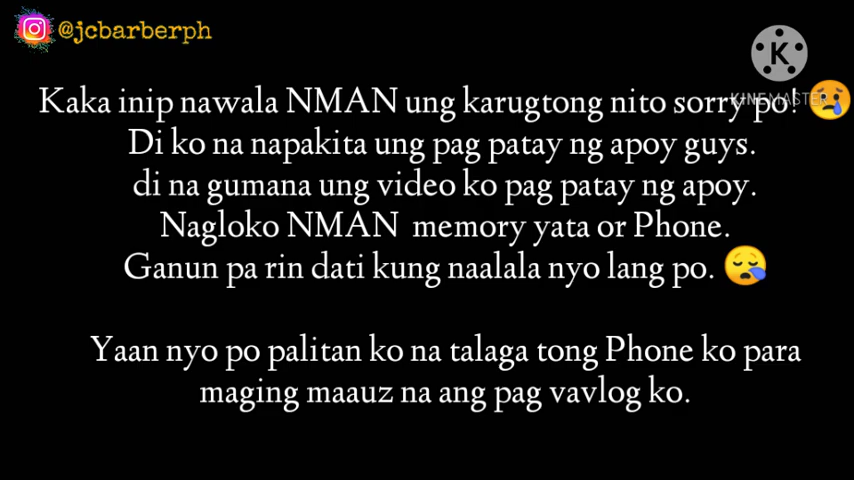 @jcbarberph
KINEMASTER
Kaka inip nawala NMAN ung karugtong nito sorry po! 😢
Di ko na napakita ung pag patay ng apoy guys.
di na gumana ung video ko pag patay ng apoy.
Nagloko NMAN memory yata or Phone.
Ganun pa rin dati kung naalala nyo lang po. 😪
Yaan nyo po palitan ko na talaga tong Phone ko para
maging maauz na ang pag vavlog ko.